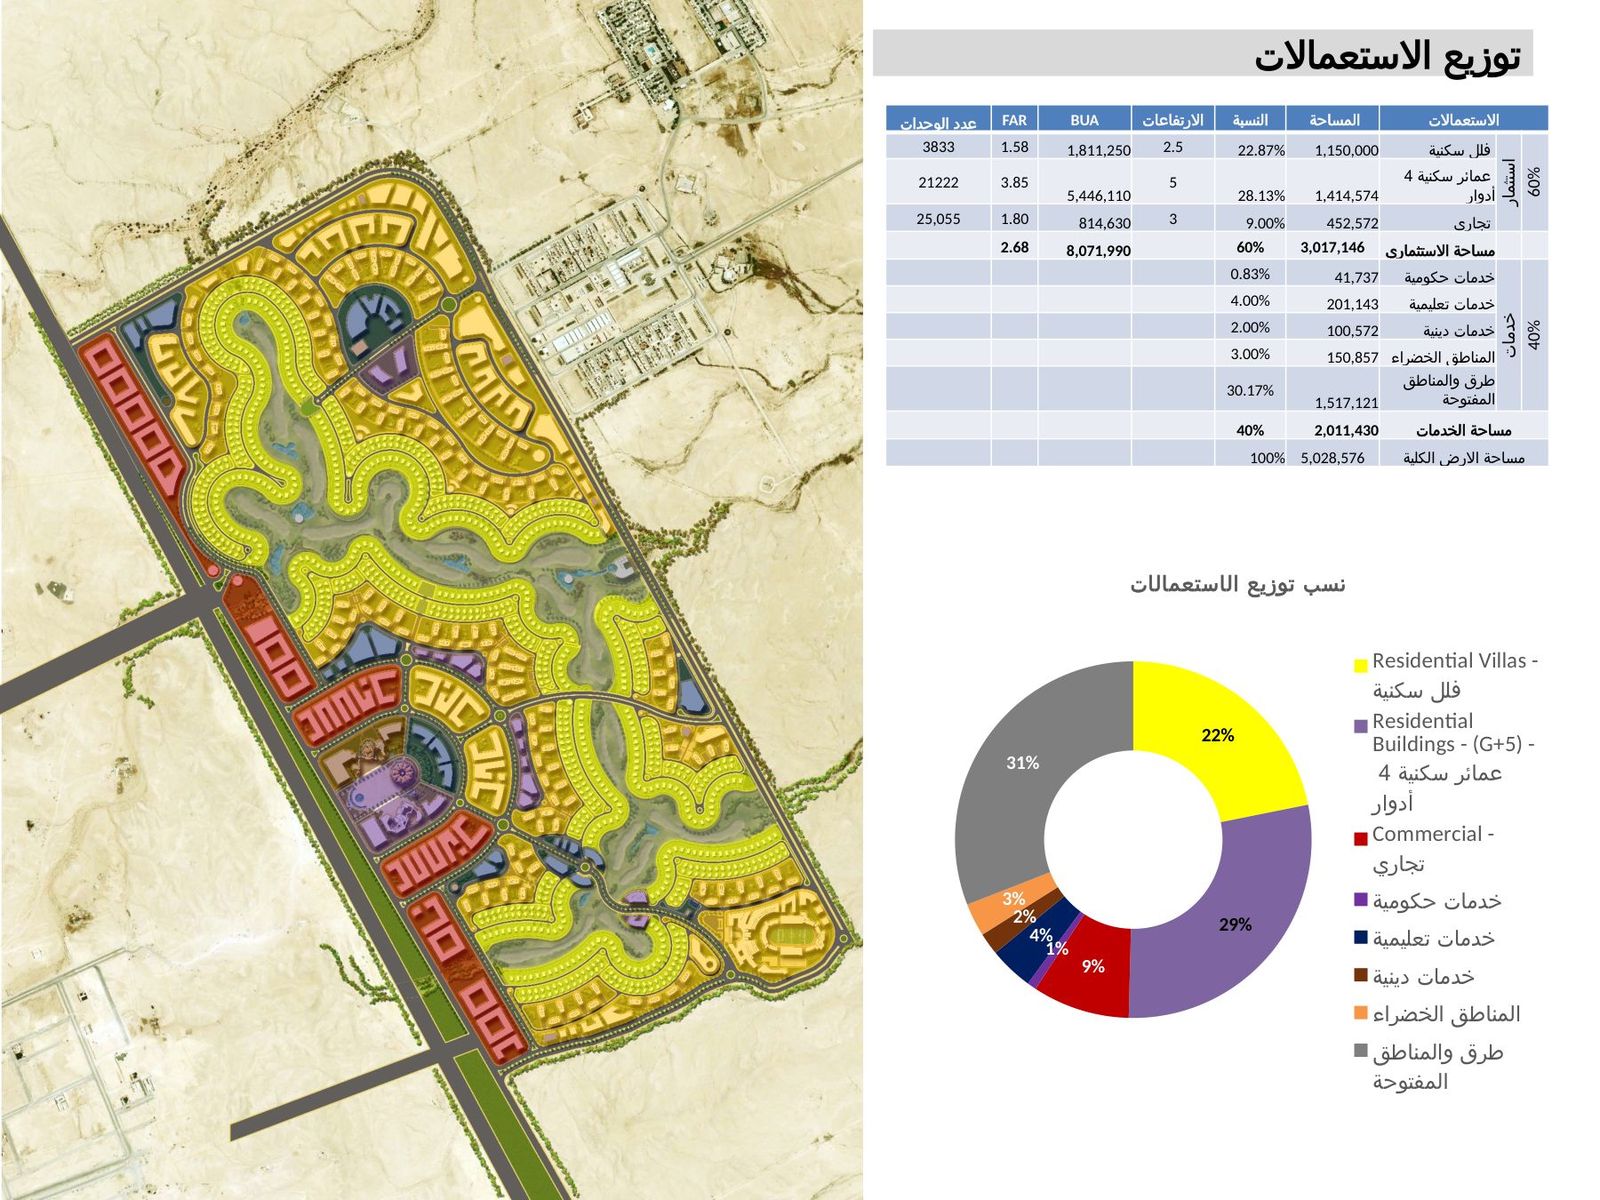 توزيع الاستعمالات
الاستعمالات المساحة النسبة الارتفاعات BUA FAR عدد الوحدات
60% استثمار فلل سكنية 1,150,000 22.87% 2.5 1,811,250 1.58 3833
عمائر سكنية 4
أدوار 1,414,574 28.13% 5 5,446,110 3.85 21222
تجارى 452,572 9.00% 3 814,630 1.80 25,055
مساحة الاستثمارى 3,017,146 60% 8,071,990 2.68
40% خدمات خدمات حكومية 41,737 0.83%
خدمات تعليمية 201,143 4.00%
خدمات دينية 100,572 2.00%
المناطق الخضراء 150,857 3.00%
طرق والمناطق
المفتوحة 1,517,121 30.17%
مساحة الخدمات 2,011,430 40%
مساحة الارض الكلية 5,028,576 100%
نسب توزيع الاستعمالات
22%
29%
9%
1%
4%
2%
3%
31%
Residential Villas -
فلل سكنية
Residential
Buildings - (G+5) -
عمائر سكنية 4
أدوار
Commercial -
تجاري
خدمات حكومية
خدمات تعليمية
خدمات دينية
المناطق الخضراء
طرق والمناطق
المفتوحة